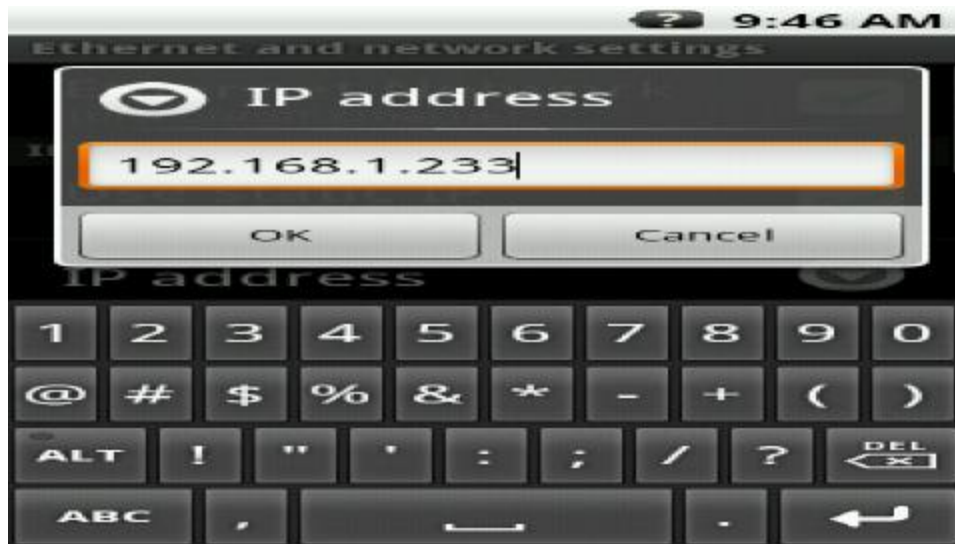 ? 9:46 AM
Ethernet and network settings
IP address
192.168.1.233
OK Cancel
IP address
1 2 3 4 5 6 7 8 9 0
@ # $ % & * - + ( )
ALT ! " ' : ; / ? DEL
ABC , .